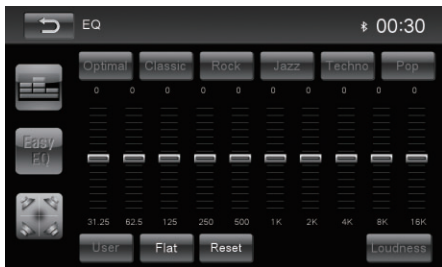 EQ 00:30
Optimal Classic Rock Jazz Techno Pop
0 0 0 0 0 0 0 0 0 0
Easy
EQ
31.25 62.5 125 250 500 1K 2K 4K 8K 16K
User Flat Reset Loudness